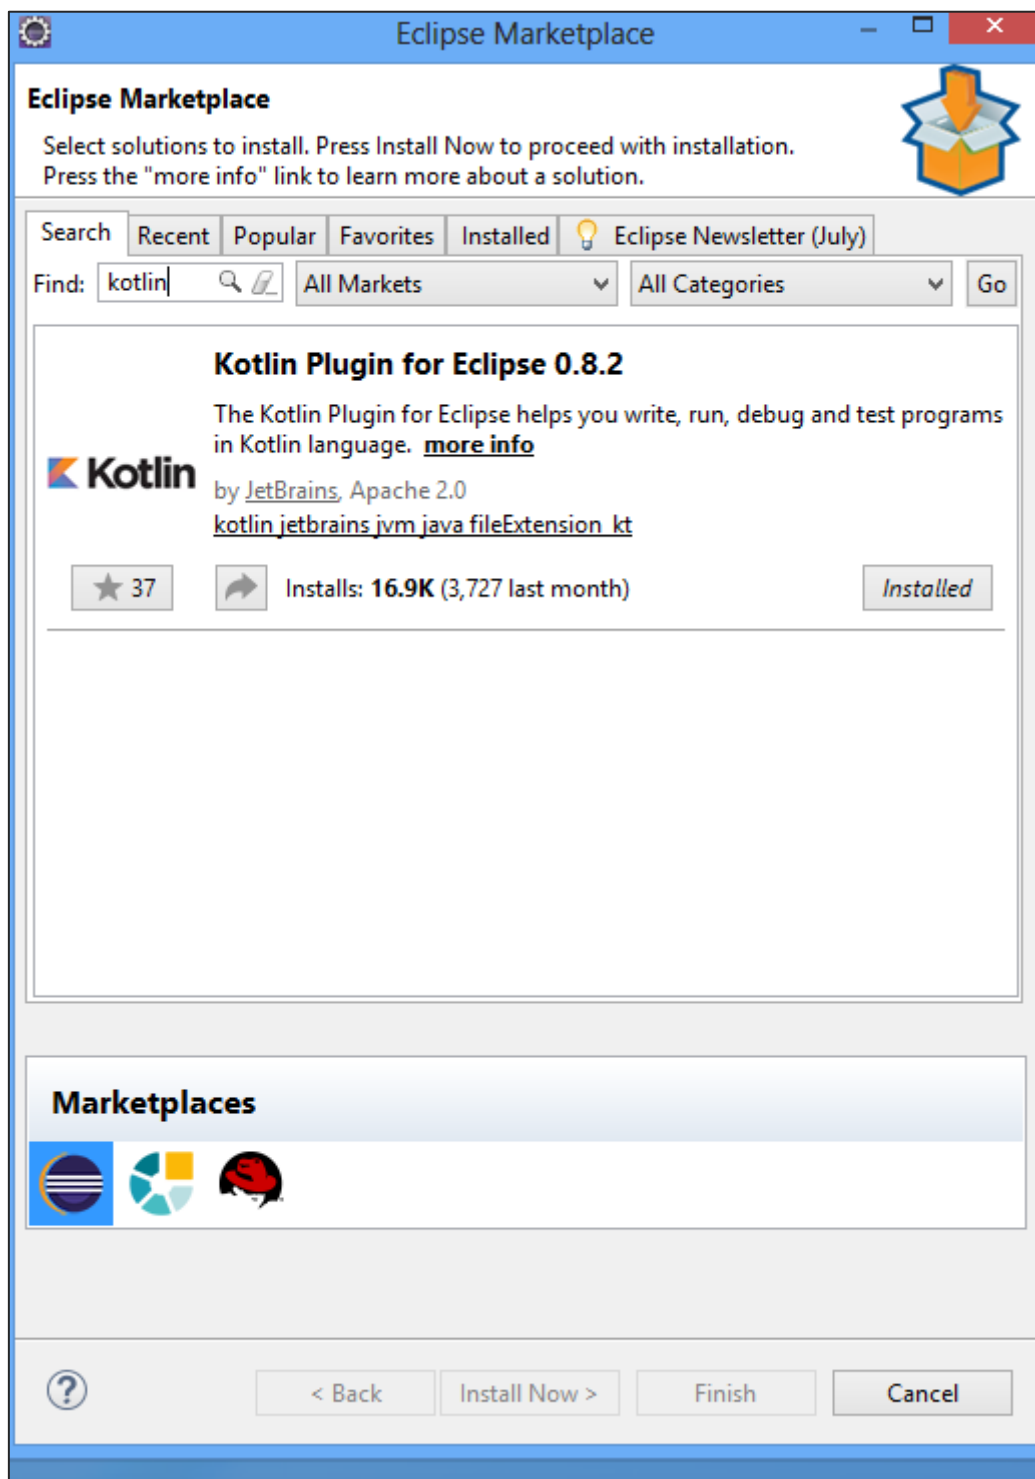 Eclipse Marketplace
Eclipse Marketplace
Select solutions to install. Press Install Now to proceed with installation.
Press the "more info" link to learn more about a solution.
Search Recent Popular Favorites Installed Eclipse Newsletter (July)
Find: kotlin All Markets All Categories Go
Kotlin Plugin for Eclipse 0.8.2
The Kotlin Plugin for Eclipse helps you write, run, debug and test programs
in Kotlin language. more info
Kotlin
by JetBrains, Apache 2.0
kotlin jetbrains jvm java fileExtension_kt
37 Installs: 16.9K (3,727 last month) Installed
Marketplaces
? < Back Install Now > Finish Cancel